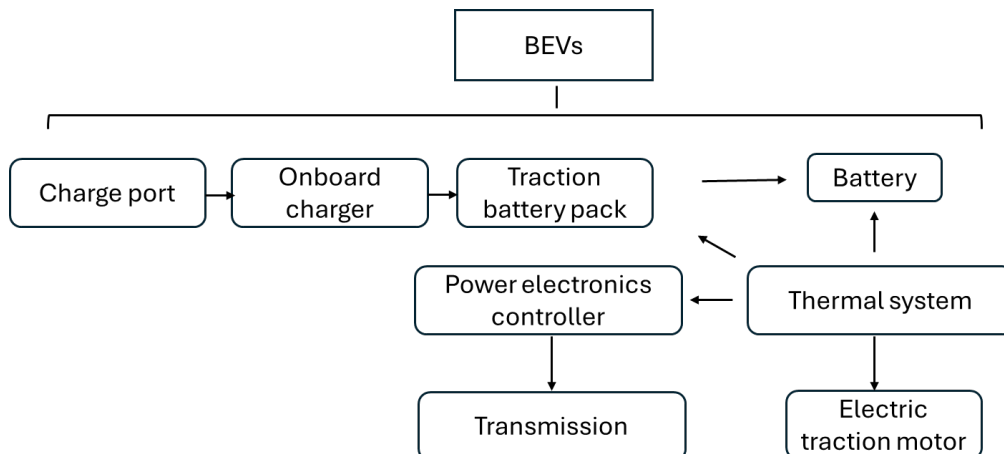 BEVs
Charge port
Onboard
charger
Traction
battery pack
Battery
Power electronics
controller
Thermal system
Transmission
Electric
traction motor